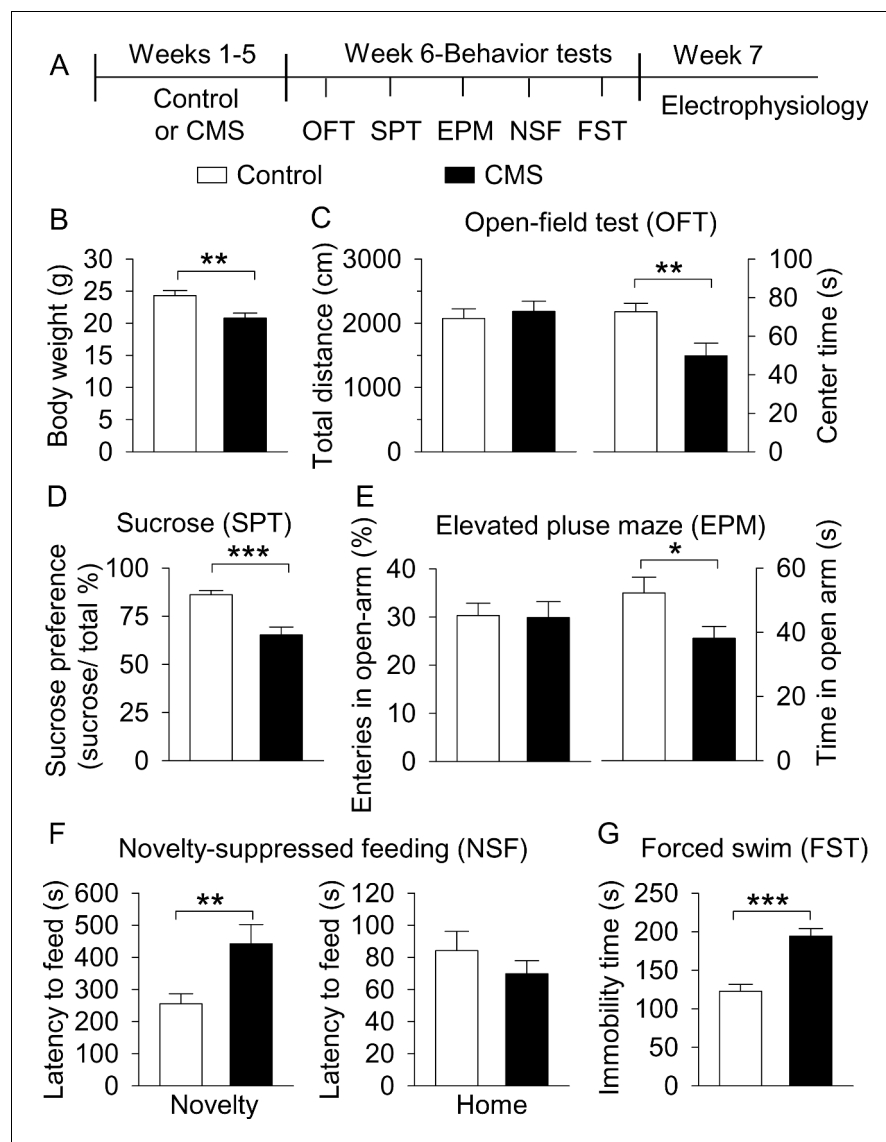 A
Weeks 1-5
Week 6-Behavior tests
Week 7
Control
or CMS
OFT SPT EPM NSF FST
Electrophysiology
Control
CMS
B
Body weight (g)
30
25
20
15
10
5
0
**
C
Open-field test (OFT)
Total distance (cm)
3000
2000
1000
0
**
100
80
60
40
20
0
Center time (s)
D
Sucrose (SPT)
Sucrose preference
(sucrose/ total %)
100
75
50
25
0
***
E
Elevated pluse maze (EPM)
Enteries in open-arm (%)
40
30
20
10
0
*
60
40
20
0
Time in open arm (s)
F
Novelty-suppressed feeding (NSF)
Latency to feed (s)
600
500
400
300
200
100
0
**
Novelty
Latency to feed (s)
120
100
80
60
40
20
0
Home
G
Forced swim (FST)
Immobility time (s)
250
200
150
100
50
0
***